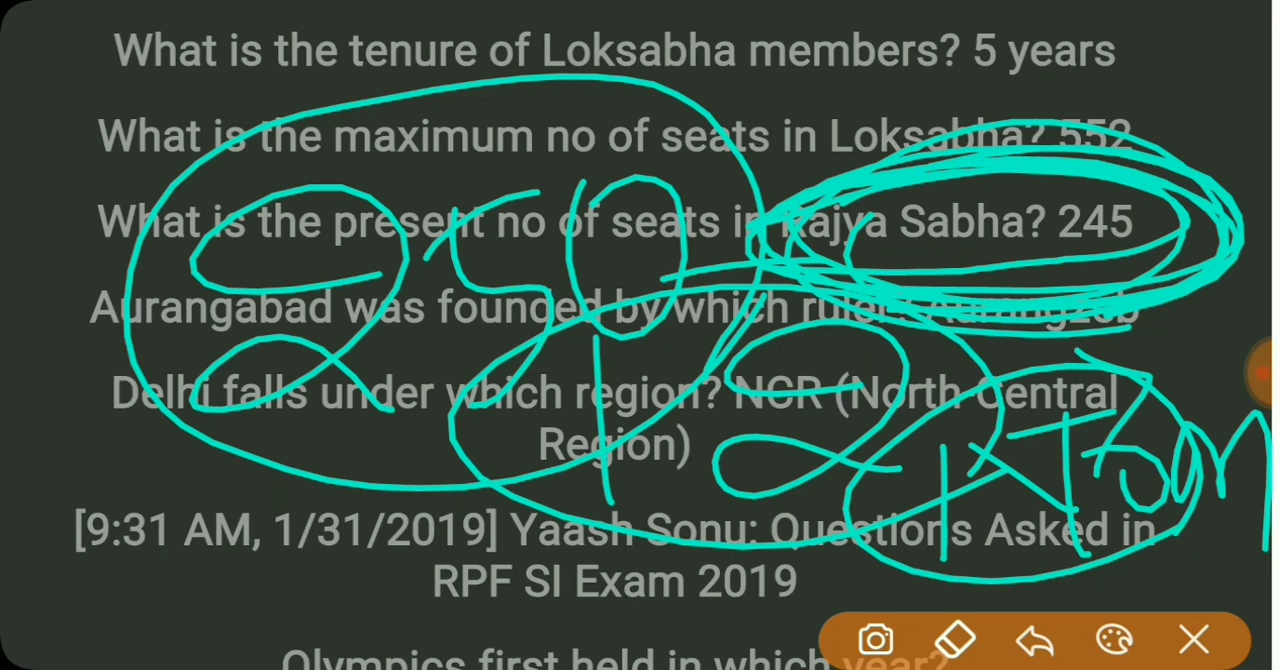 What is the tenure of Loksabha members? 5 years
What is the maximum no of seats in Loksabha? 552
What is the present no of seats in Rajya Sabha? 245
Aurangabad was founded by which ruler? Aurangzeb
Delhi falls under which region? NCR (North Central
Region)
250
12
[9:31 AM, 1/31/2019] Yaash Sonu: Questions Asked in
RPF SI Exam 2019
Olympics first held in which year?